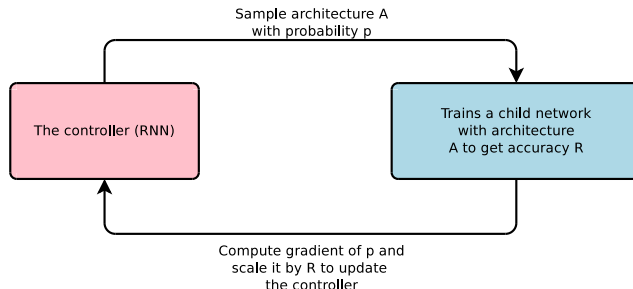 Sample architecture A
with probability p
The controller (RNN)
Trains a child network
with architecture
A to get accuracy R
Compute gradient of p and
scale it by R to update
the controller